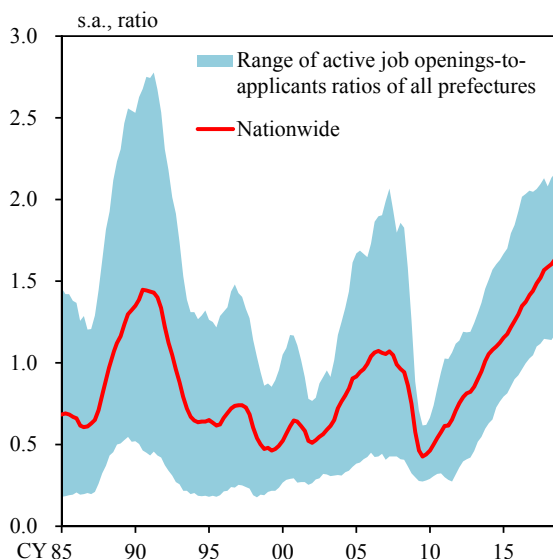 s.a., ratio
3.0
2.5
2.0
1.5
1.0
0.5
0.0
Range of active job openings-to-
applicants ratios of all prefectures
Nationwide
CY 85 90 95 00 05 10 15